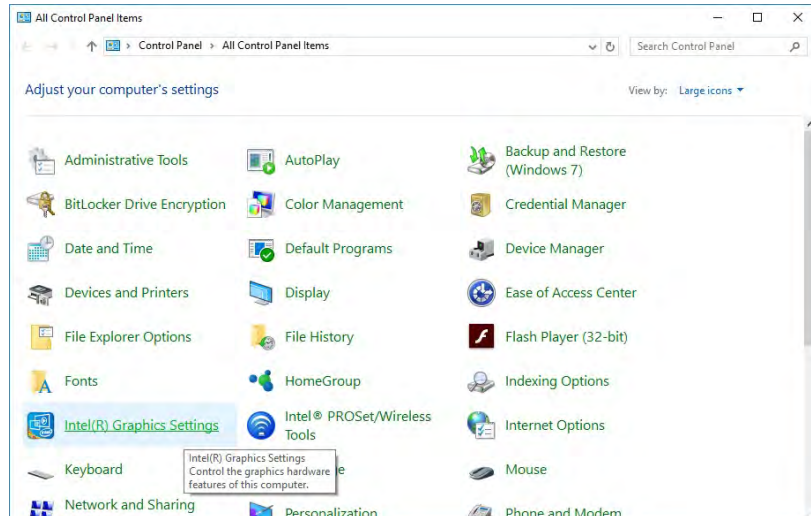 All Control Panel Items
Control Panel > All Control Panel Items
Search Control Panel
Adjust your computer's settings
View by: Large icons
Administrative Tools
AutoPlay
Backup and Restore
(Windows 7)
BitLocker Drive Encryption
Color Management
Credential Manager
Date and Time
Default Programs
Device Manager
Devices and Printers
Display
Ease of Access Center
File Explorer Options
File History
Flash Player (32-bit)
Fonts
HomeGroup
Indexing Options
Intel(R) Graphics Settings
Intel® PROSet/Wireless
Tools
Internet Options
Keyboard
Intel(R) Graphics Settings
Control the graphics hardware
features of this computer.
Mouse
Network and Sharing
Personalization
Phone and Modem